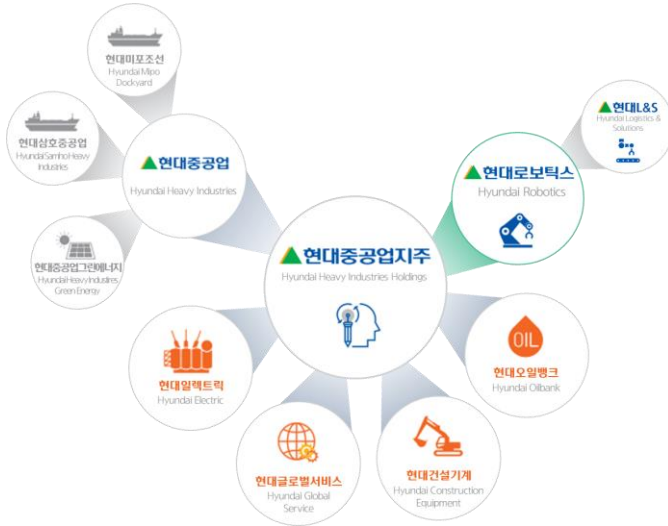 현대미포조선
Hyundai Mipo
Dockyard
현대삼호중공업
Hyundai Samho Heavy
Industries
현대중공업
Hyundai Heavy Industries
현대중공업그린에너지
Hyundai Heavy Industires,
Green Energy
현대L&S
Hyundai Logistics &
Solutions
현대로보틱스
Hyundai Robotics
현대중공업지주
Hyundai Heavy Industries Holdings
현대일렉트릭
Hyundai Electric
OIL
현대오일뱅크
Hyundai Oilbank
현대글로벌서비스
Hyundai Global
Service
현대건설기계
Hyundai Construction
Equipment